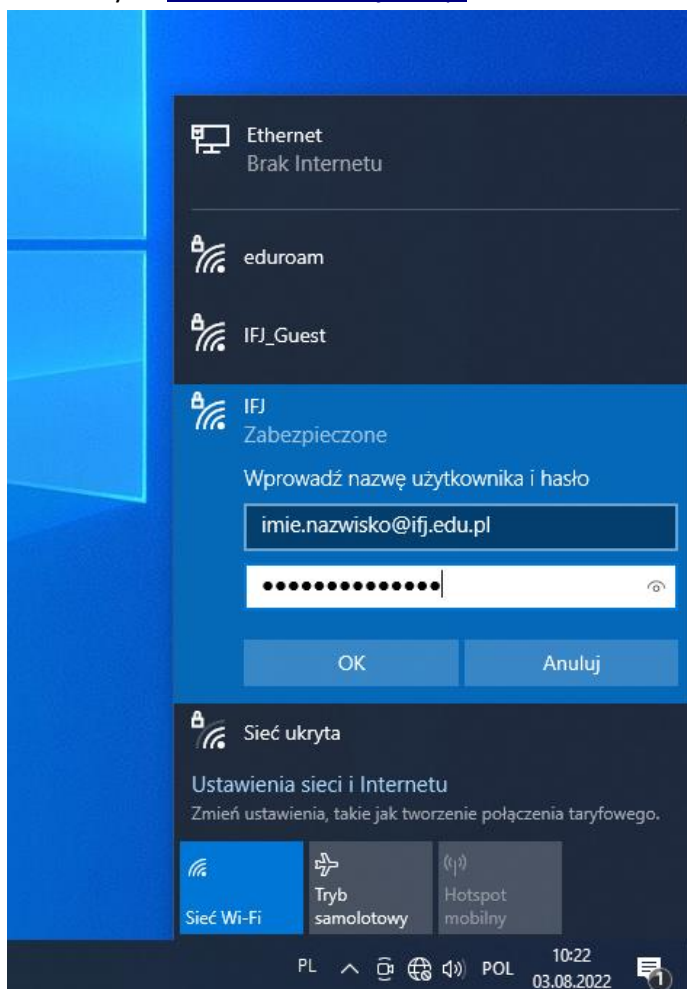 Ethernet
Brak Internetu
eduroam
IFJ_Guest
IFJ
Zabezpieczone
Wprowadź nazwę użytkownika i hasło
imie.nazwisko@ifj.edu.pl
●●●●●●●●●●●●●●
OK Anuluj
Sieć ukryta
Ustawienia sieci i Internetu
Zmień ustawienia, takie jak tworzenie połączenia taryfowego.
Sieć Wi-Fi
Tryb samolotowy
Hotspot mobilny
PL POL 10:22
03.08.2022
1